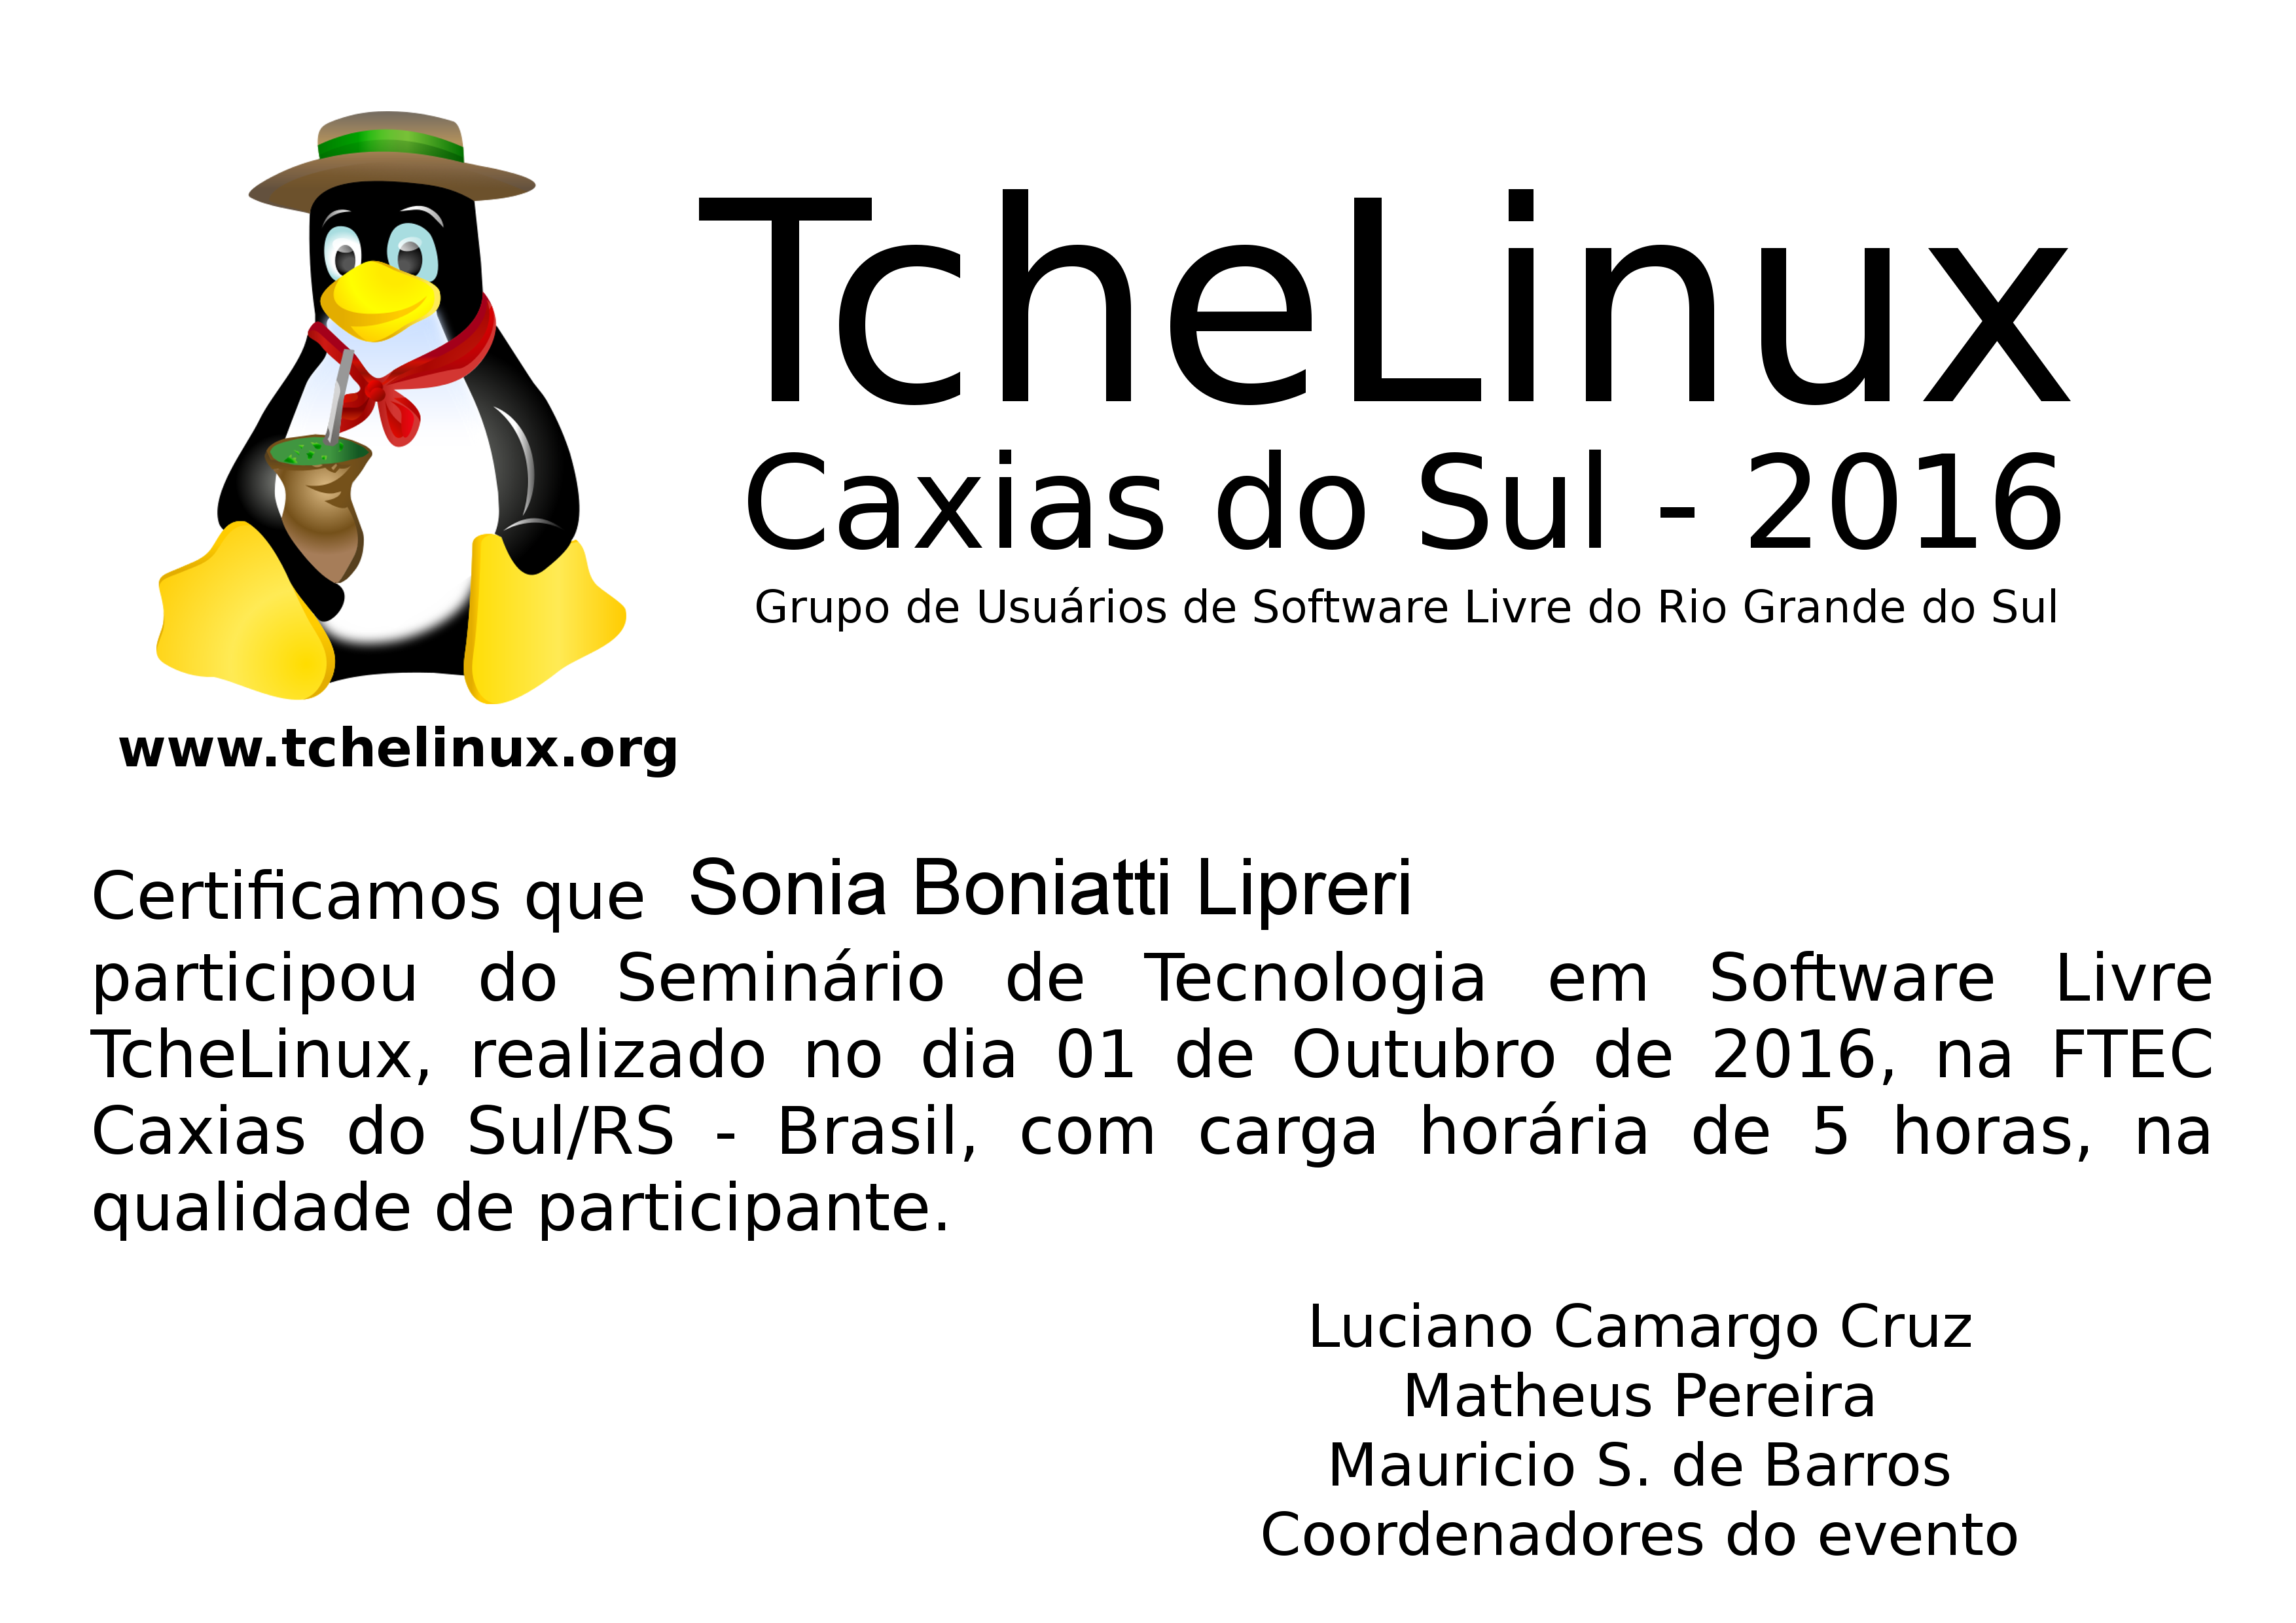 TcheLinux
Caxias do Sul - 2016
Grupo de Usuários de Software Livre do Rio Grande do Sul
www.tchelinux.org
Certificamos que Sonia Boniatti Lipreri
participou do Seminário de Tecnologia em Software Livre
TcheLinux, realizado no dia 01 de Outubro de 2016, na FTEC
Caxias do Sul/RS - Brasil, com carga horária de 5 horas, na
qualidade de participante.
Luciano Camargo Cruz
Matheus Pereira
Mauricio S. de Barros
Coordenadores do evento